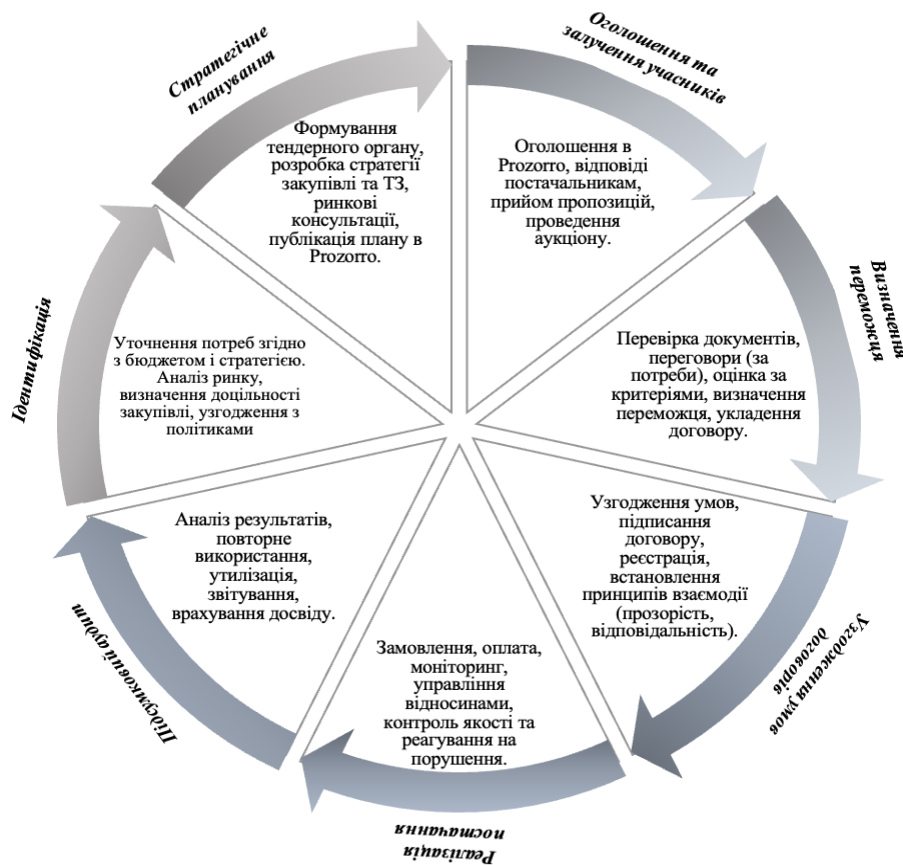 Стратегічне
планування
Формування
тендерного органу,
розробка стратегії
закупівлі та ТЗ,
ринкові
консультації,
публікація плану в
Prozorro.
Оголошення та
залучення учасників
Оголошення в
Prozorro, відповіді
постачальникам,
прийом пропозицій,
проведення
аукціону.
Визначення
переможця
Перевірка документів,
переговори (за
потреби), оцінка за
критеріями, визначення
переможця, укладення
договору.
Узгодження умов
договорів
Узгодження умов,
підписання
договору,
реєстрація,
встановлення
принципів взаємодії
(прозорість,
відповідальність).
Реалізація
постачання
Замовлення, оплата,
моніторинг,
управління
відносинами,
контроль якості та
реагування на
порушення.
Підсумковий аудит
Аналіз результатів,
повторне
використання,
утилізація,
звітування,
врахування досвіду.
Ідентифікація
Уточнення потреб згідно
з бюджетом і стратегією.
Аналіз ринку,
визначення доцільності
закупівлі, узгодження з
політиками